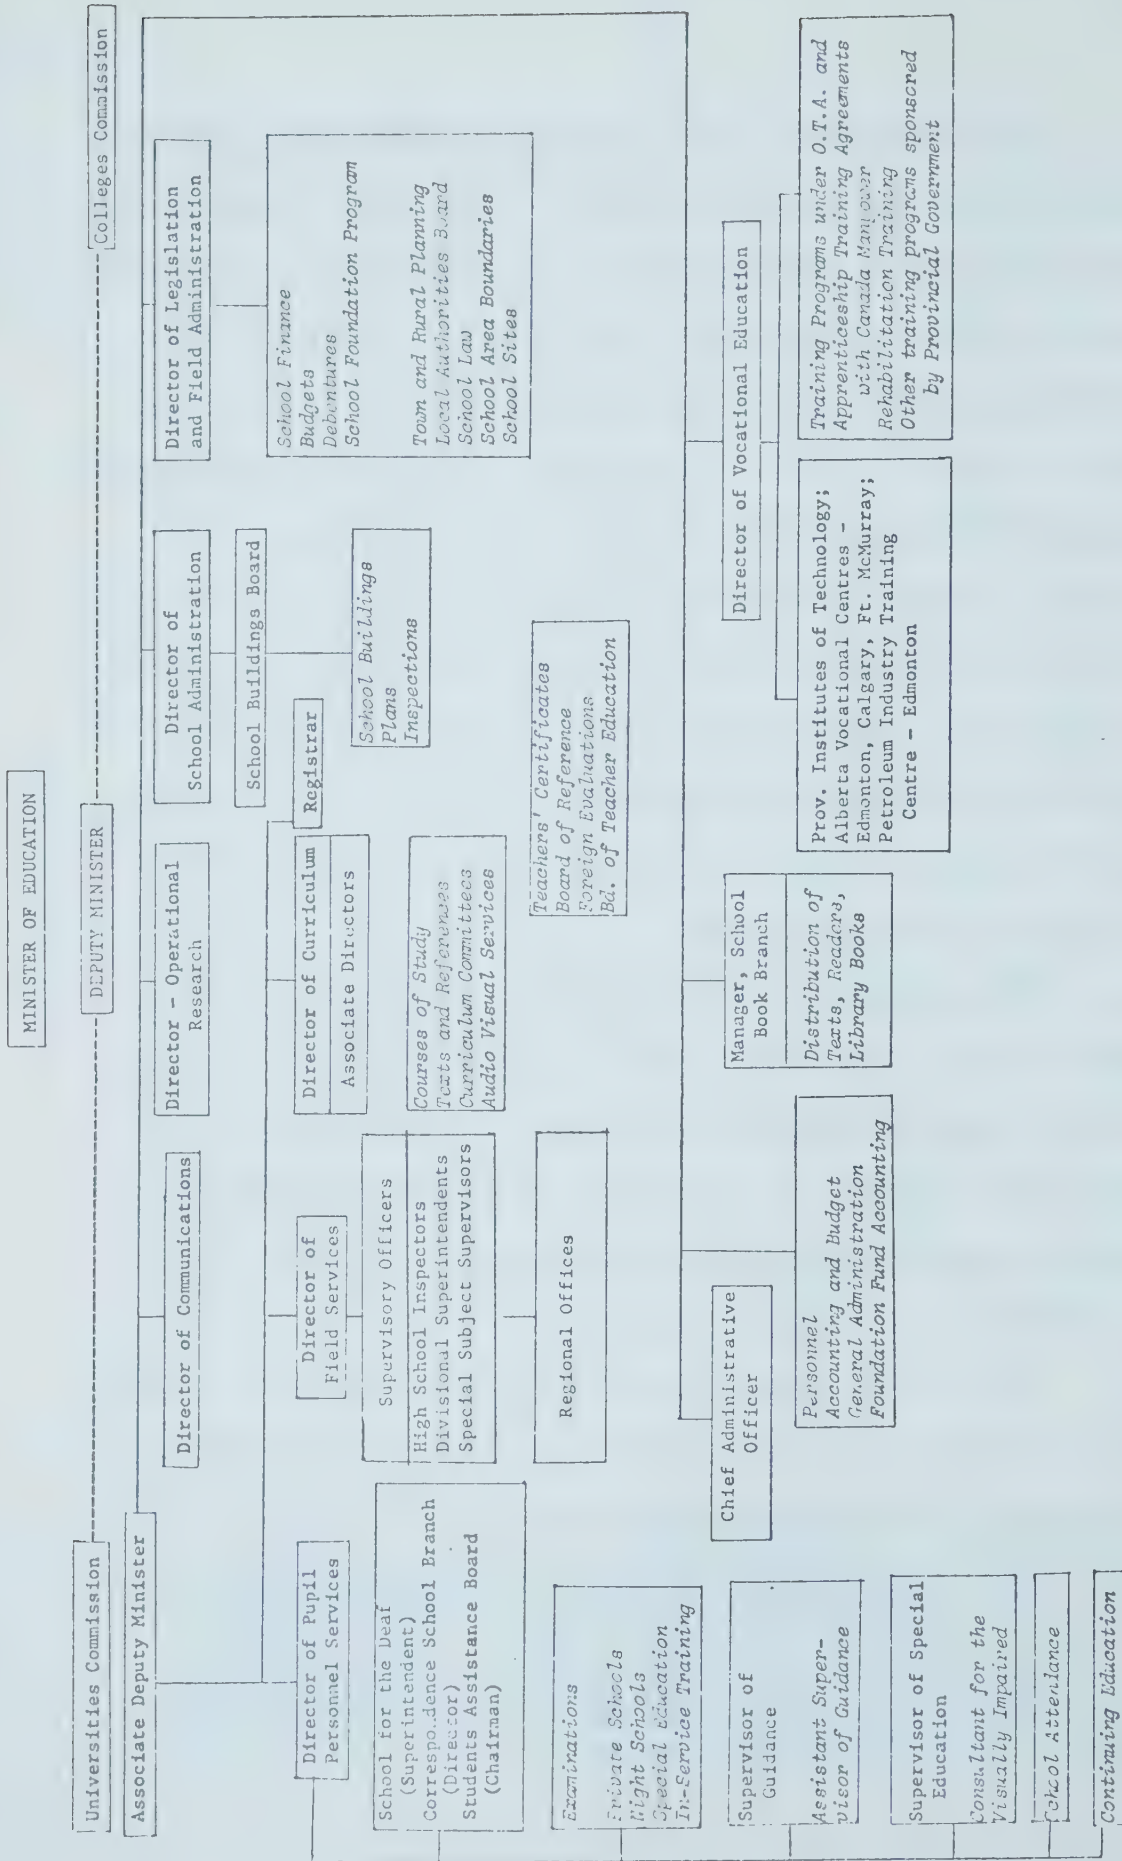 MINISTER OF EDUCATION
Universities Commission
DEPUTY MINISTER
Colleges Commission
Associate Deputy Minister
Director of Communications
Director - Operational
Research
Director of
School Administration
Director of Legislation
and Field Administration
School Buildings Board
School Buildings
Plans
Inspections
School Finance
Budgets
Debentures
School Foundation Program
Town and Rural Planning
Local Authorities Board
School Law
School Area Boundaries
School Sites
Director of Pupil
Personnel Services
Director of
Field Services
Director of Curriculum
Associate Directors
Registrar
School for the Deaf
(Superintendent)
Correspondence School Branch
(Director)
Students Assistance Board
(Chairman)
Supervisory Officers
High School Inspectors
Divisional Superintendents
Special Subject Supervisors
Regional Offices
Courses of Study
Texts and References
Curriculum Committees
Audio Visual Services
Teachers' Certificates
Board of Reference
Foreign Evaluations
Bd. of Teacher Education
Examinations
Private Schools
Night Schools
Special Education
In-Service Training
Supervisor of
Guidance
Assistant Super-
visor of Guidance
Supervisor of Special
Education
Consultant for the
Visually Impaired
School Attendance
Continuing Education
Chief Administrative
Officer
Personnel
Accounting and Budget
General Administration
Foundation Fund Accounting
Manager, School
Book Branch
Distribution of
Texts, Readers,
Library Books
Director of Vocational Education
Prov. Institutes of Technology;
Alberta Vocational Centres -
Edmonton, Calgary, Ft. McMurray;
Petroleum Industry Training
Centre - Edmonton
Training Programs under O.T.A. and
Apprenticeship Training Agreements
with Canada Manpower
Rehabilitation Training
Other training programs sponsored
by Provincial Government